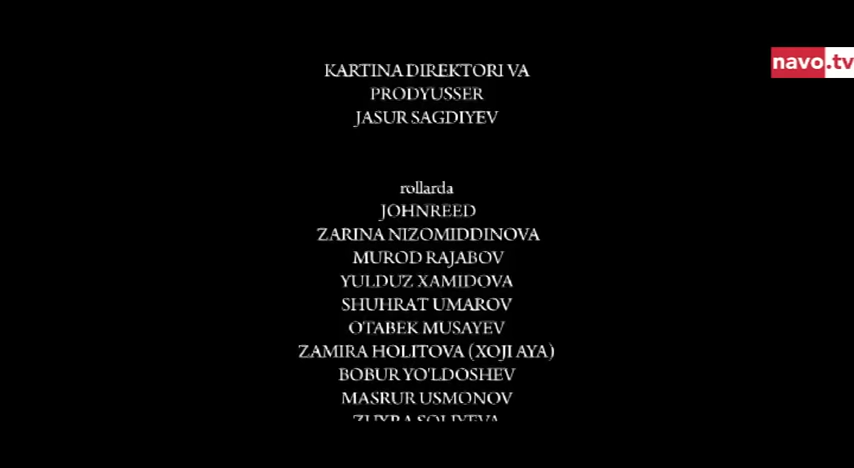 navo.tv
KARTINA DIREKTORI VA
PRODYUSSER
JASUR SAGDIYEV
rollarda
JOHNREED
ZARINA NIZOMIDDINOVA
MUROD RAJABOV
YULDUZ XAMIDOVA
SHUHRAT UMAROV
OTABEK MUSAYEV
ZAMIRA HOLITOVA (XOJI AYA)
BOBUR YO'LDOSHEV
MASRUR USMONOV